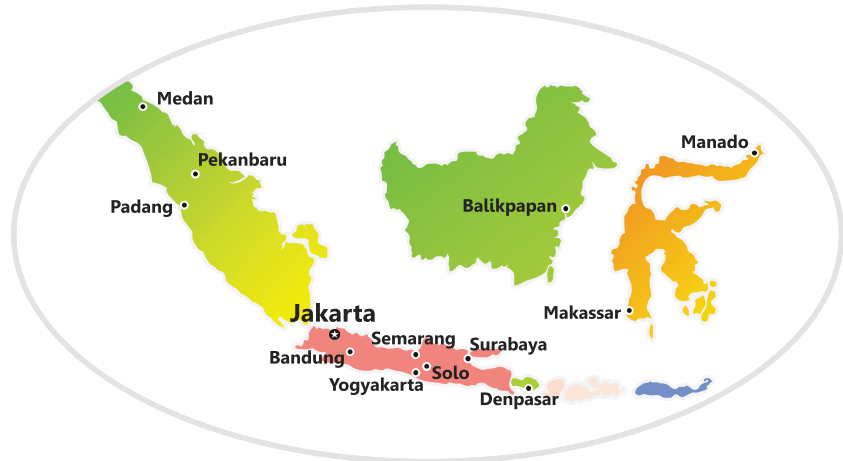 Medan
Manado
Pekanbaru
Padang
Balikpapan
Jakarta
Makassar
Semarang
Surabaya
Bandung
Solo
Yogyakarta
Denpasar